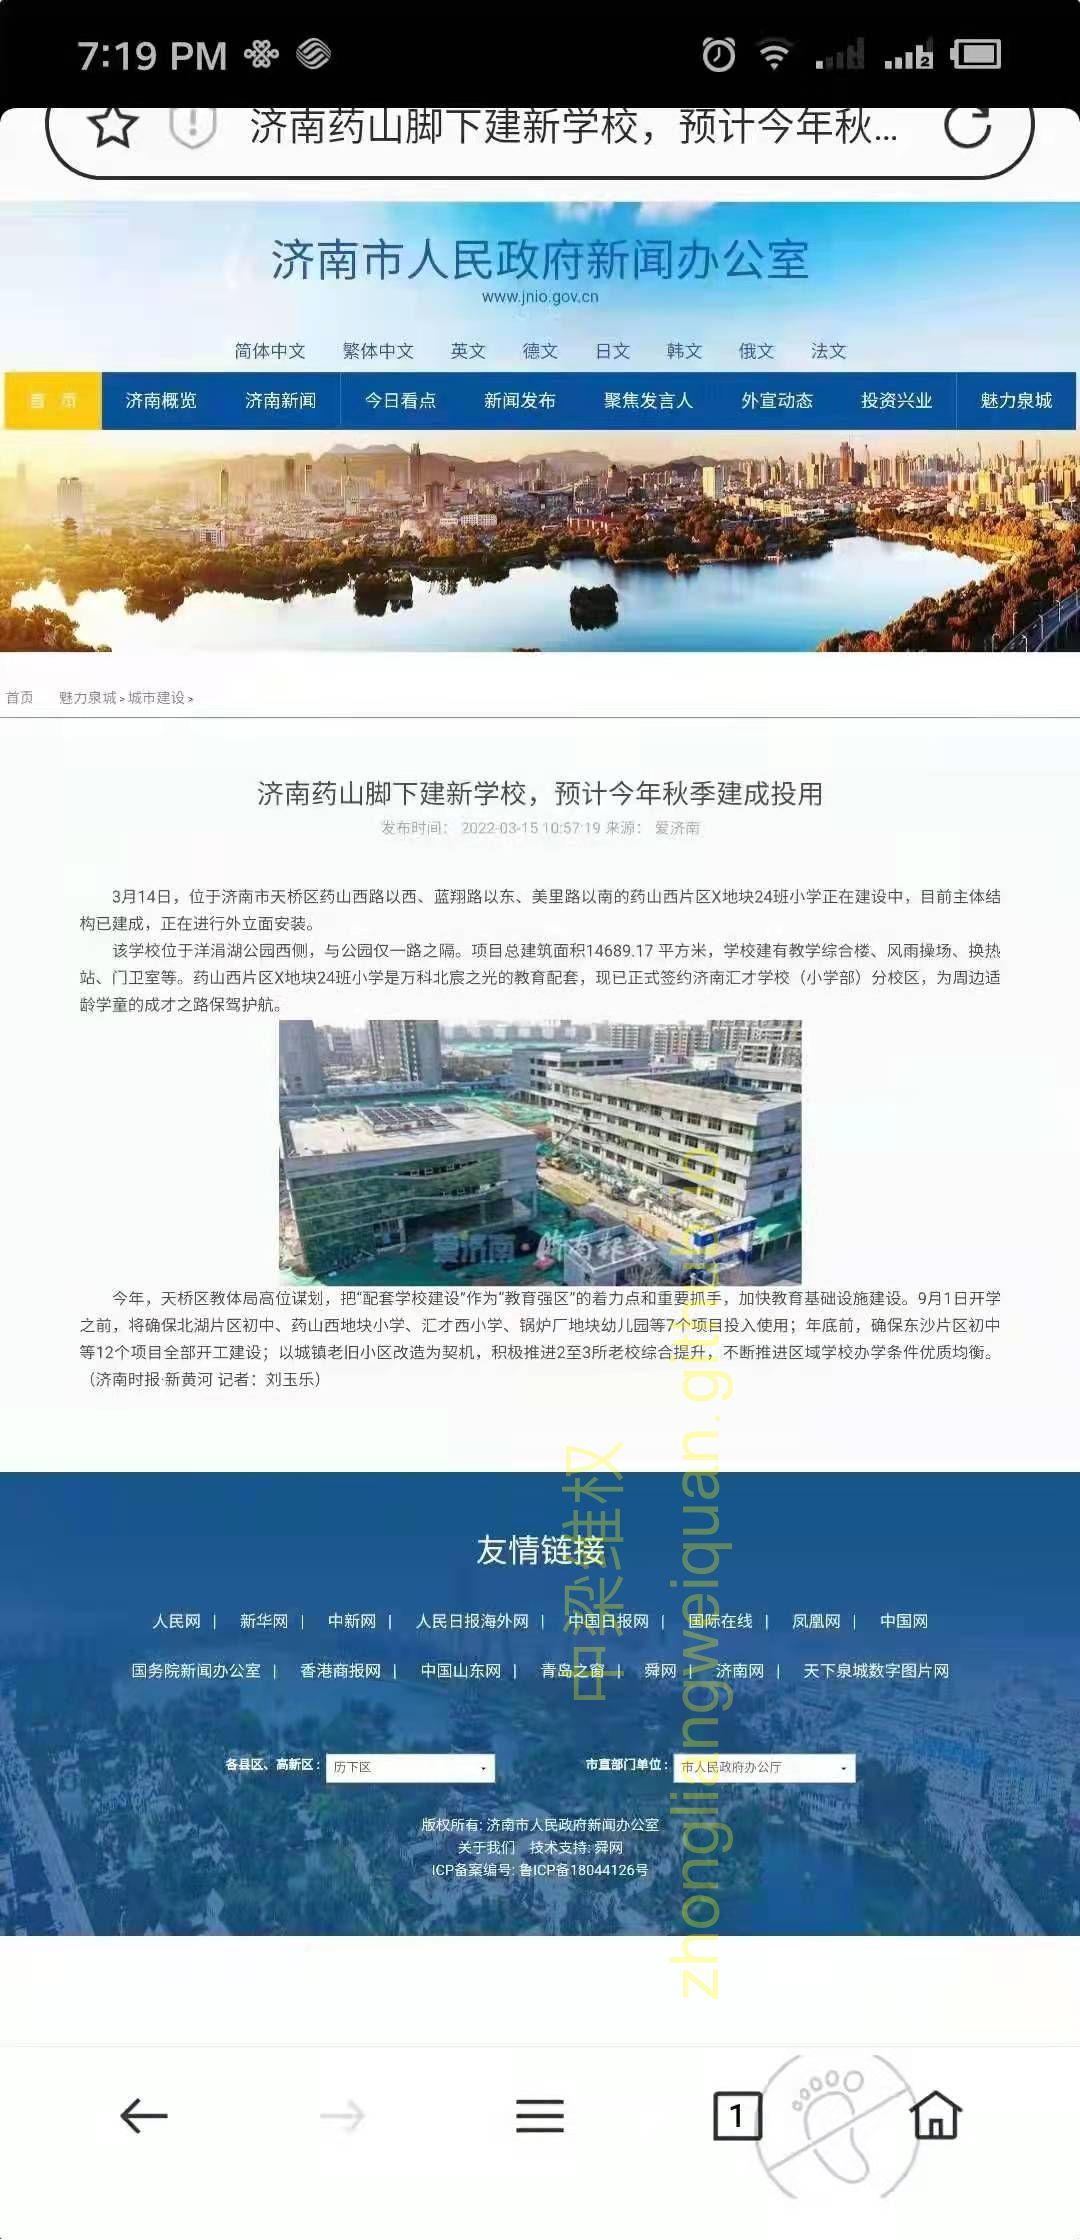 7:19 PM
2
济南药山脚下建新学校，预计今年秋...
济南市人民政府新闻办公室
www.jnio.gov.cn
简体中文 繁体中文 英文 德文 日文 韩文 俄文 法文
首 页 济南概览 济南新闻 今日看点 新闻发布 聚焦发言人 外宣动态 投资兴业 魅力泉城
首页 魅力泉城 > 城市建设 >
济南药山脚下建新学校，预计今年秋季建成投用
发布时间： 2022-03-15 10:57:19 来源： 爱济南
3月14日，位于济南市天桥区药山西路以西、蓝翔路以东、美里路以南的药山西片区X地块24班小学正在建设中，目前主体结
构已建成，正在进行外立面安装。
该学校位于洋涓湖公园西侧，与公园仅一路之隔。项目总建筑面积14689.17 平方米，学校建有教学综合楼、风雨操场、换热
站、门卫室等。药山西片区X地块24班小学是万科北宸之光的教育配套，现已正式签约济南汇才学校（小学部）分校区，为周边适
龄学童的成才之路保驾护航。
爱济南 · 济南报业
今年，天桥区教体局高位谋划，把“配套学校建设”作为“教育强区”的着力点和重要抓手，加快教育基础设施建设。9月1日开学
之前，将确保北湖片区初中、药山西地块小学、汇才西小学、锅炉厂地块幼儿园等 投入使用；年底前，确保东沙片区初中
等12个项目全部开工建设；以城镇老旧小区改造为契机，积极推进2至3所老校综合提升，不断推进区域学校办学条件优质均衡。
（济南时报·新黄河 记者：刘玉乐）
友情链接
人民网 | 新华网 | 中新网 | 人民日报海外网 | 中国日报网 | 国际在线 | 凤凰网 | 中国网
国务院新闻办公室 | 香港商报网 | 中国山东网 | 青岛之窗 | 舜网 | 济南网 | 天下泉城数字图片网
各县区、高新区： 历下区 市直部门单位： 市人民政府办公厅
版权所有: 济南市人民政府新闻办公室
关于我们 技术支持: 舜网
ICP备案编号: 鲁ICP备18044126号
中梁维权
zhongliangweiquan.github.io
1